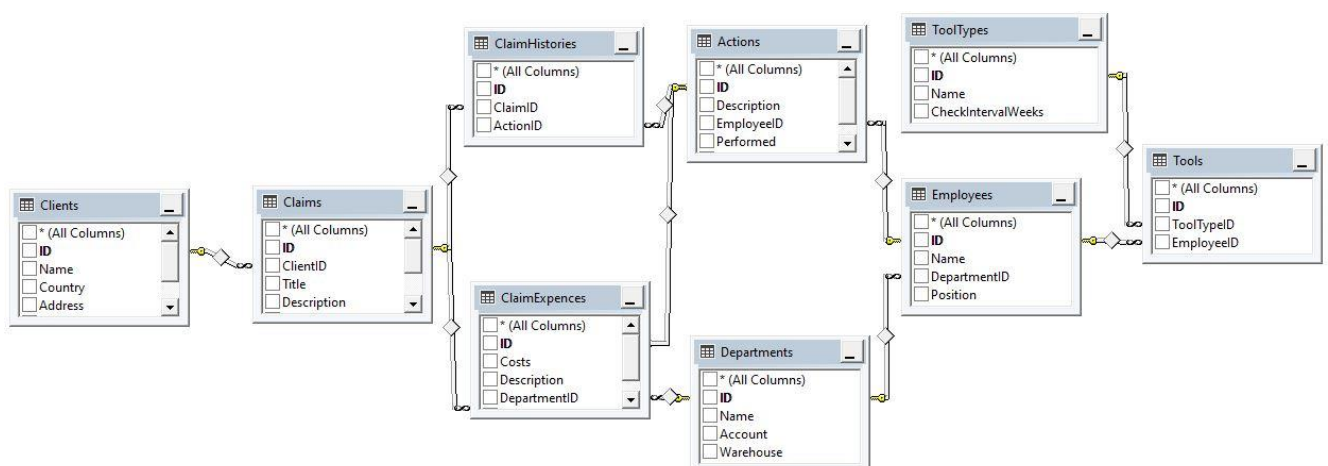 Clients
* (All Columns)
ID
Name
Country
Address
Claims
* (All Columns)
ID
ClientID
Title
Description
ClaimHistories
* (All Columns)
ID
ClaimID
ActionID
ClaimExpences
* (All Columns)
ID
Costs
Description
DepartmentID
Actions
* (All Columns)
ID
Description
EmployeeID
Performed
Departments
* (All Columns)
ID
Name
Account
Warehouse
ToolTypes
* (All Columns)
ID
Name
CheckIntervalWeeks
Employees
* (All Columns)
ID
Name
DepartmentID
Position
Tools
* (All Columns)
ID
ToolTypeID
EmployeeID